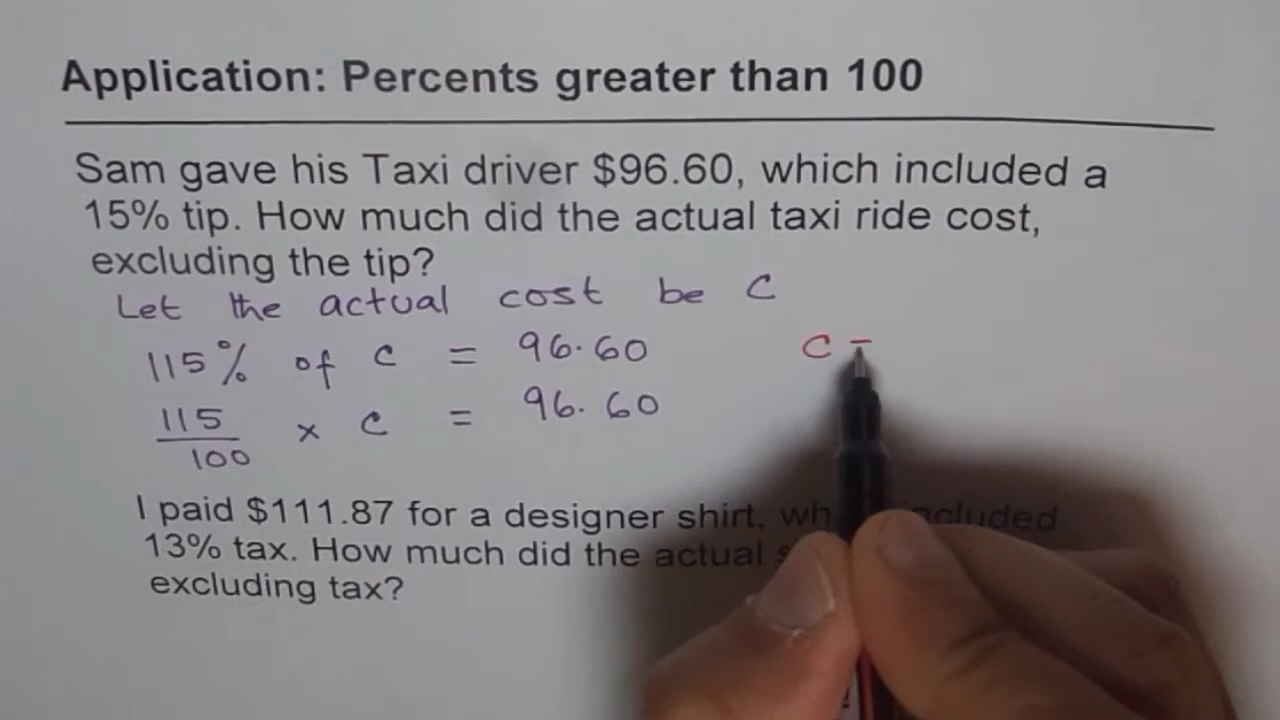 Application: Percents greater than 100
Sam gave his Taxi driver $96.60, which included a
15% tip. How much did the actual taxi ride cost,
excluding the tip?
Let the actual cost be C
115% of C = 96.60
C =
115/100 × C = 96.60
I paid $111.87 for a designer shirt,
13% tax. How much did the actual
excluding tax?